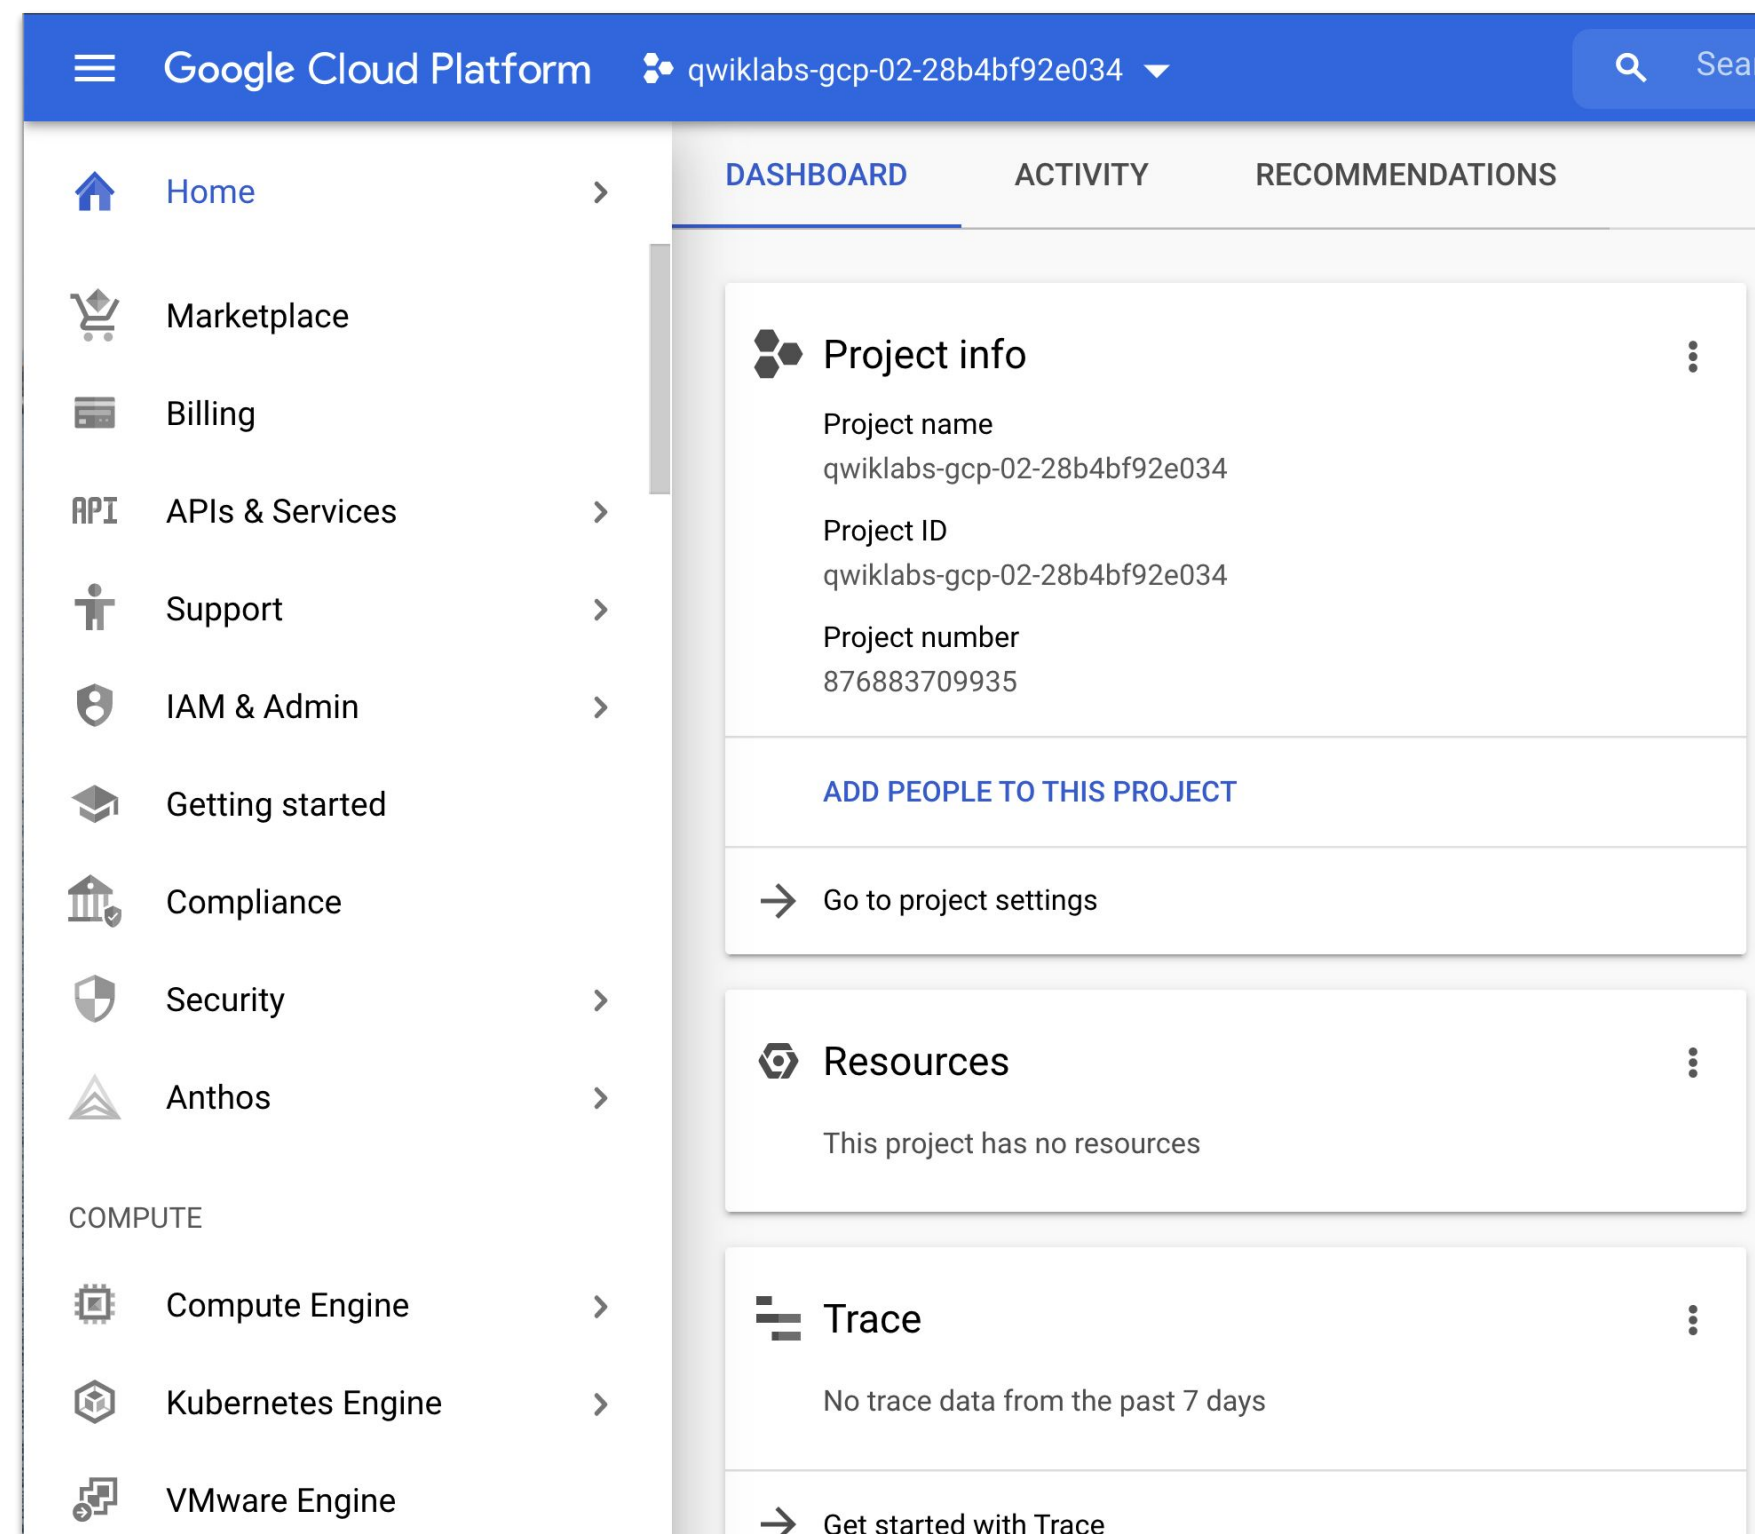 Google Cloud Platform
qwiklabs-gcp-02-28b4bf92e034
Home
Marketplace
Billing
API
APIs & Services
Support
IAM & Admin
Getting started
Compliance
Security
Anthos
COMPUTE
Compute Engine
Kubernetes Engine
VMware Engine
DASHBOARD
ACTIVITY
RECOMMENDATIONS
Project info
Project name
qwiklabs-gcp-02-28b4bf92e034
Project ID
qwiklabs-gcp-02-28b4bf92e034
Project number
876883709935
ADD PEOPLE TO THIS PROJECT
Go to project settings
Resources
This project has no resources
Trace
No trace data from the past 7 days
Get started with Trace